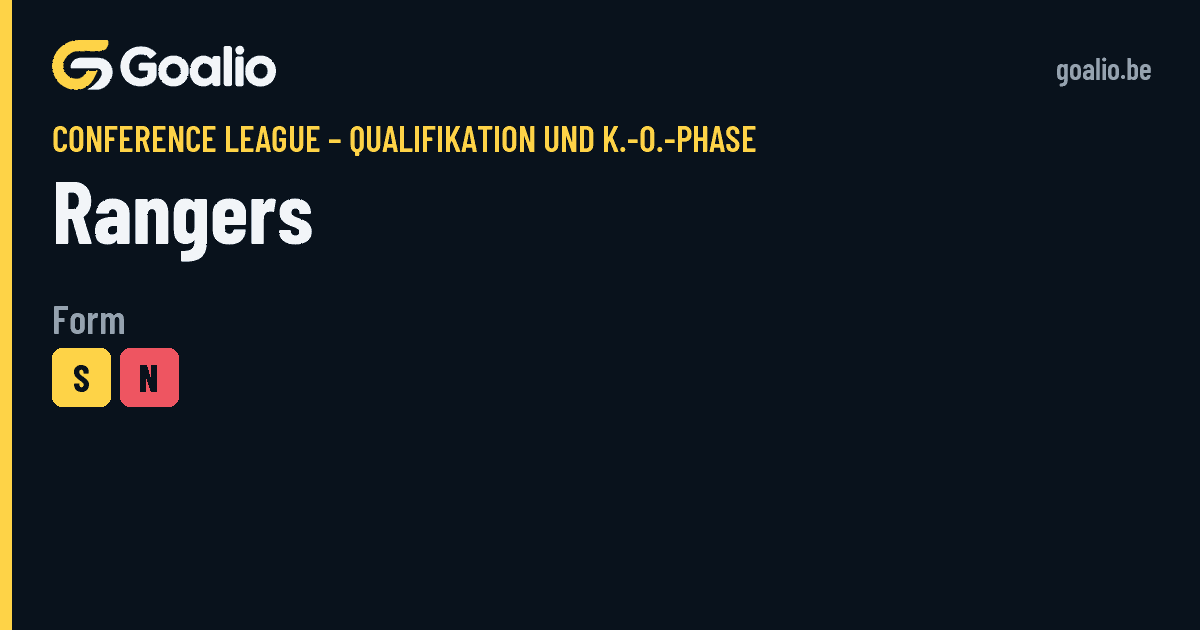 Goalio
goalio.be
CONFERENCE LEAGUE – QUALIFIKATION UND K.-O.-PHASE
Rangers
Form
S N